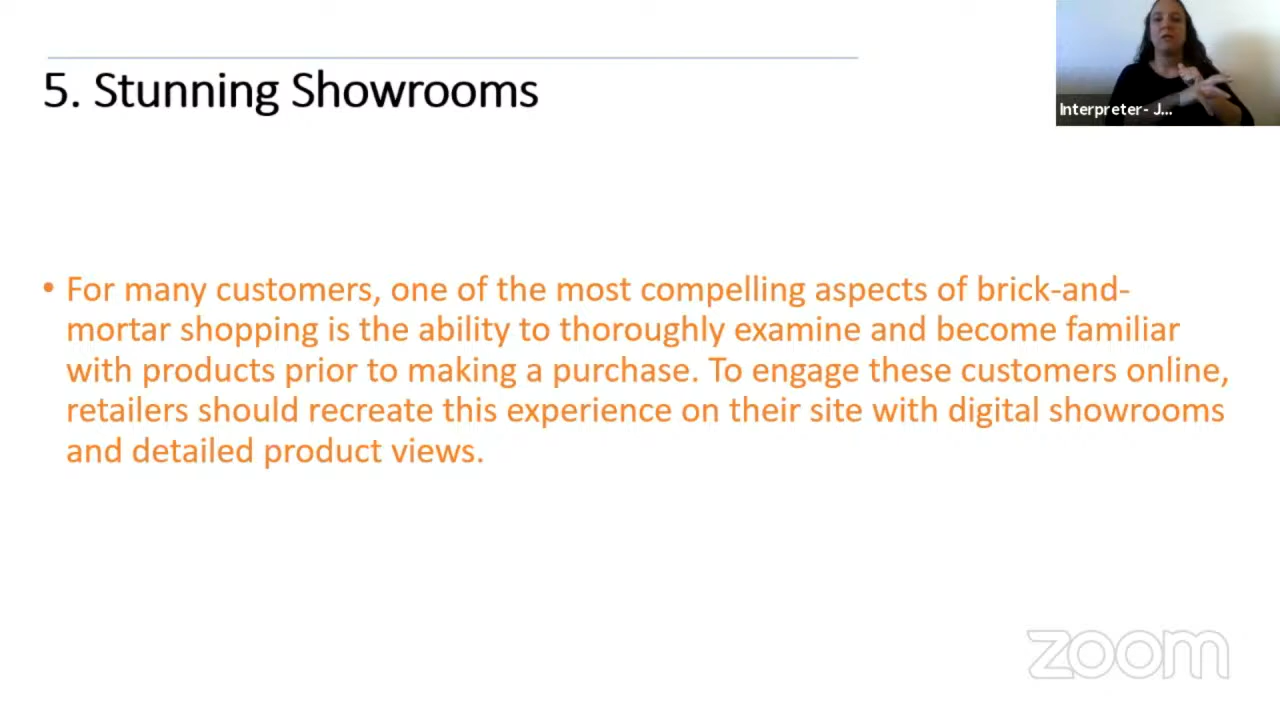 5. Stunning Showrooms
Interpreter- J...
• For many customers, one of the most compelling aspects of brick-and-
mortar shopping is the ability to thoroughly examine and become familiar
with products prior to making a purchase. To engage these customers online,
retailers should recreate this experience on their site with digital showrooms
and detailed product views.
zoom